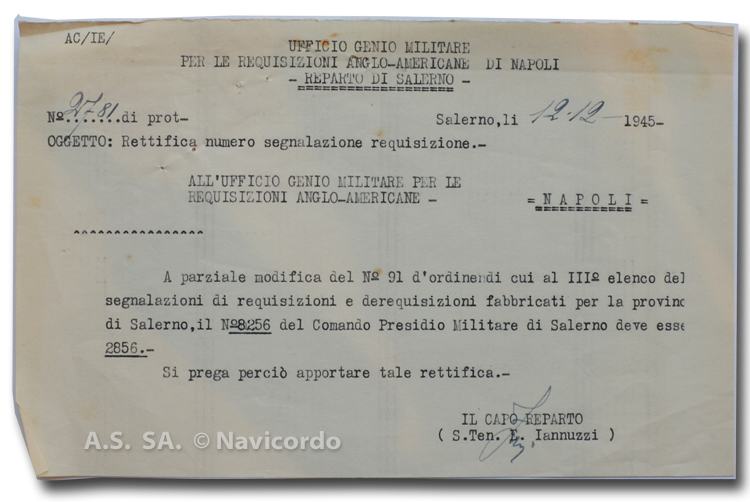 AC/IE/
UFFICIO GENIO MILITARE
PER LE REQUISIZIONI ANGLO-AMERICANE DI NAPOLI
- REPARTO DI SALERNO -
Nº 2781 di prot-
Salerno,li 12-12- 1945-
OGGETTO: Rettifica numero segnalazione requisizione.-
ALL'UFFICIO GENIO MILITARE PER LE
REQUISIZIONI ANGLO-AMERICANE -
= N A P O L I =
A parziale modifica del Nº 91 d'ordinendi cui al IIIº elenco del
segnalazioni di requisizioni e derequisizioni fabbricati per la provinc
di Salerno,il Nº8256 del Comando Presidio Militare di Salerno deve esse
2856.-
Si prega perciò apportare tale rettifica.-
IL CAPO REPARTO
( S.Ten. E. Iannuzzi )
A.S. SA. © Navicordo